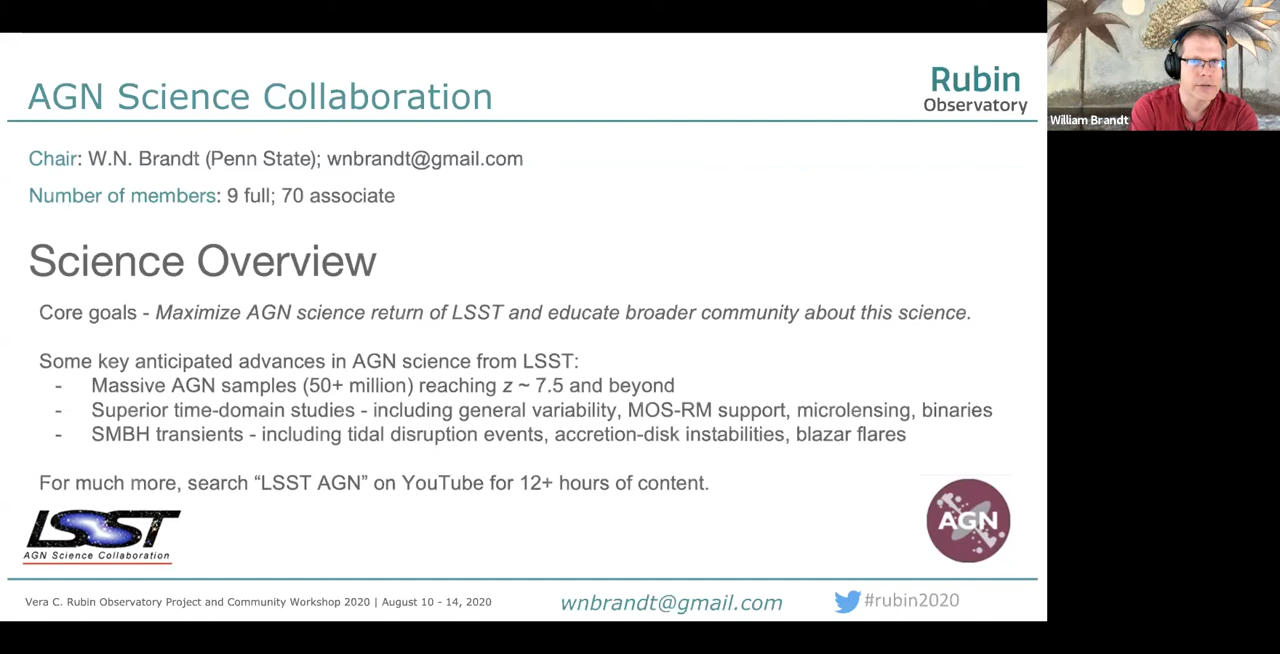 AGN Science Collaboration
Rubin
Observatory
William Brandt
Chair: W.N. Brandt (Penn State); wnbrandt@gmail.com
Number of members: 9 full; 70 associate
Science Overview
Core goals - Maximize AGN science return of LSST and educate broader community about this science.
Some key anticipated advances in AGN science from LSST:
- Massive AGN samples (50+ million) reaching z ~ 7.5 and beyond
- Superior time-domain studies - including general variability, MOS-RM support, microlensing, binaries
- SMBH transients - including tidal disruption events, accretion-disk instabilities, blazar flares
For much more, search “LSST AGN” on YouTube for 12+ hours of content.
LSST
AGN Science Collaboration
AGN
Vera C. Rubin Observatory Project and Community Workshop 2020 | August 10 - 14, 2020
wnbrandt@gmail.com
#rubin2020